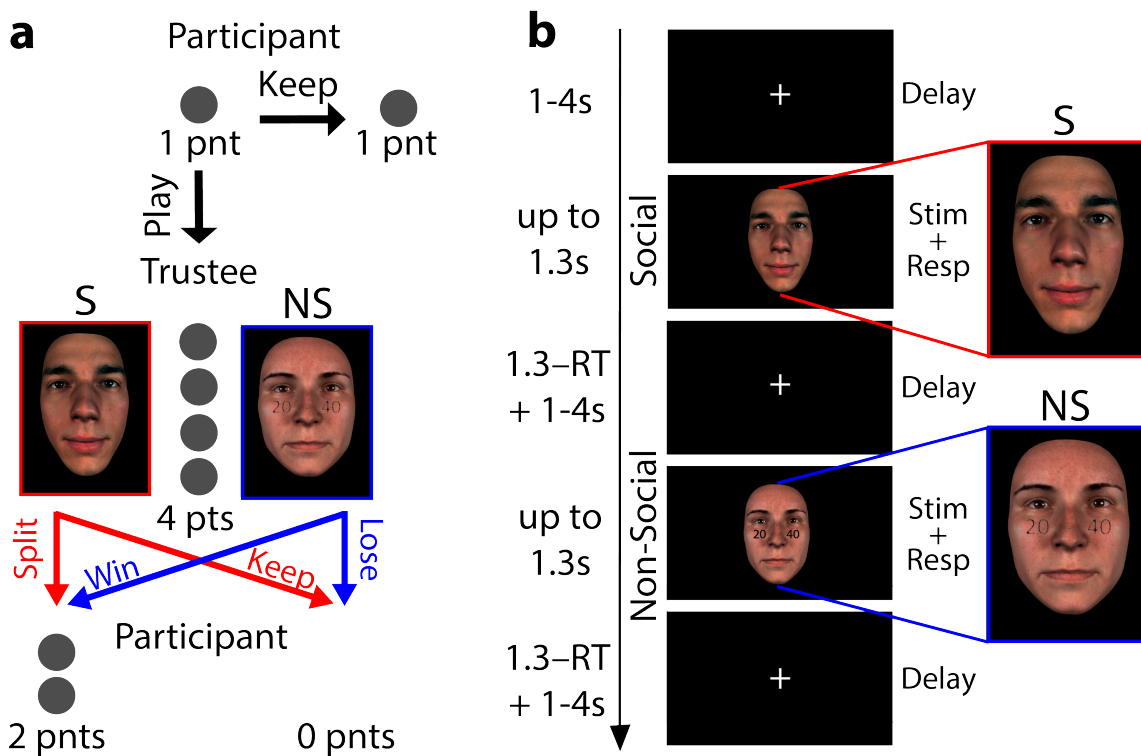 a
Participant
Keep
1 pnt
1 pnt
Play
Trustee
S
NS
20 40
4 pts
Split
Win
Keep
Lose
Participant
2 pnts
0 pnts
b
1-4s
Delay
S
Social
up to
1.3s
Stim
+
Resp
1.3–RT
+ 1-4s
Delay
NS
Non-Social
up to
1.3s
20 40
Stim
+
Resp
20 40
1.3–RT
+ 1-4s
Delay